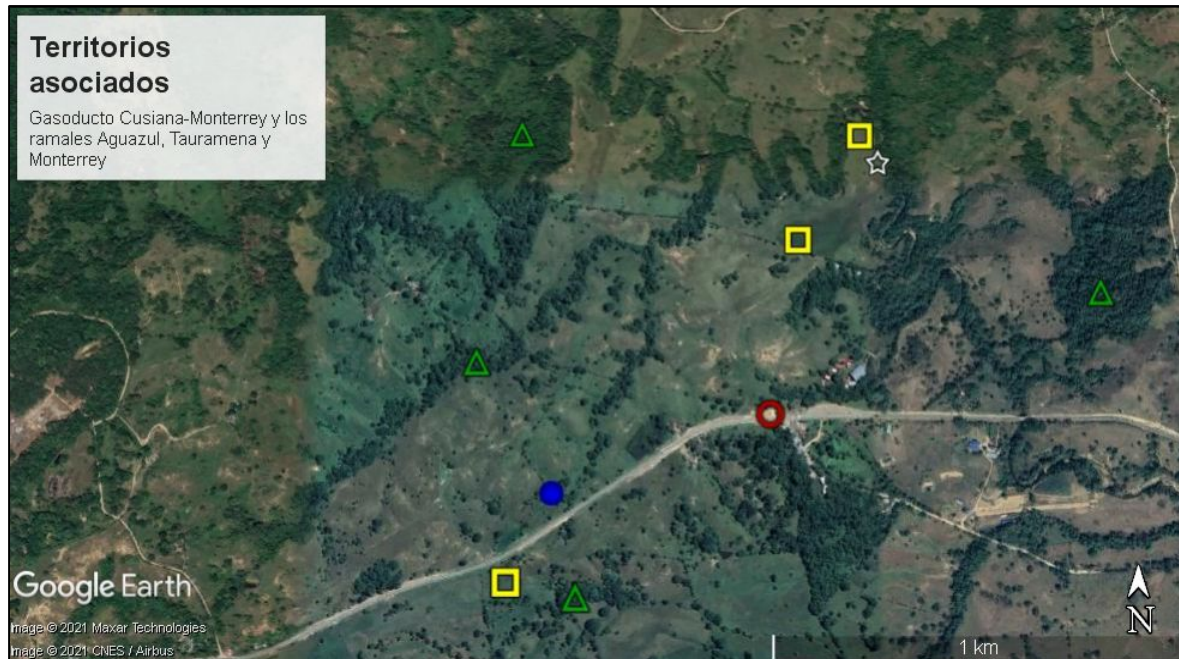 Territorios
asociados
Gasoducto Cusiana-Monterrey y los
ramales Aguazul, Tauramena y
Monterrey
Google Earth
Image © 2021 Maxar Technologies
Image © 2021 CNES / Airbus
N
1 km